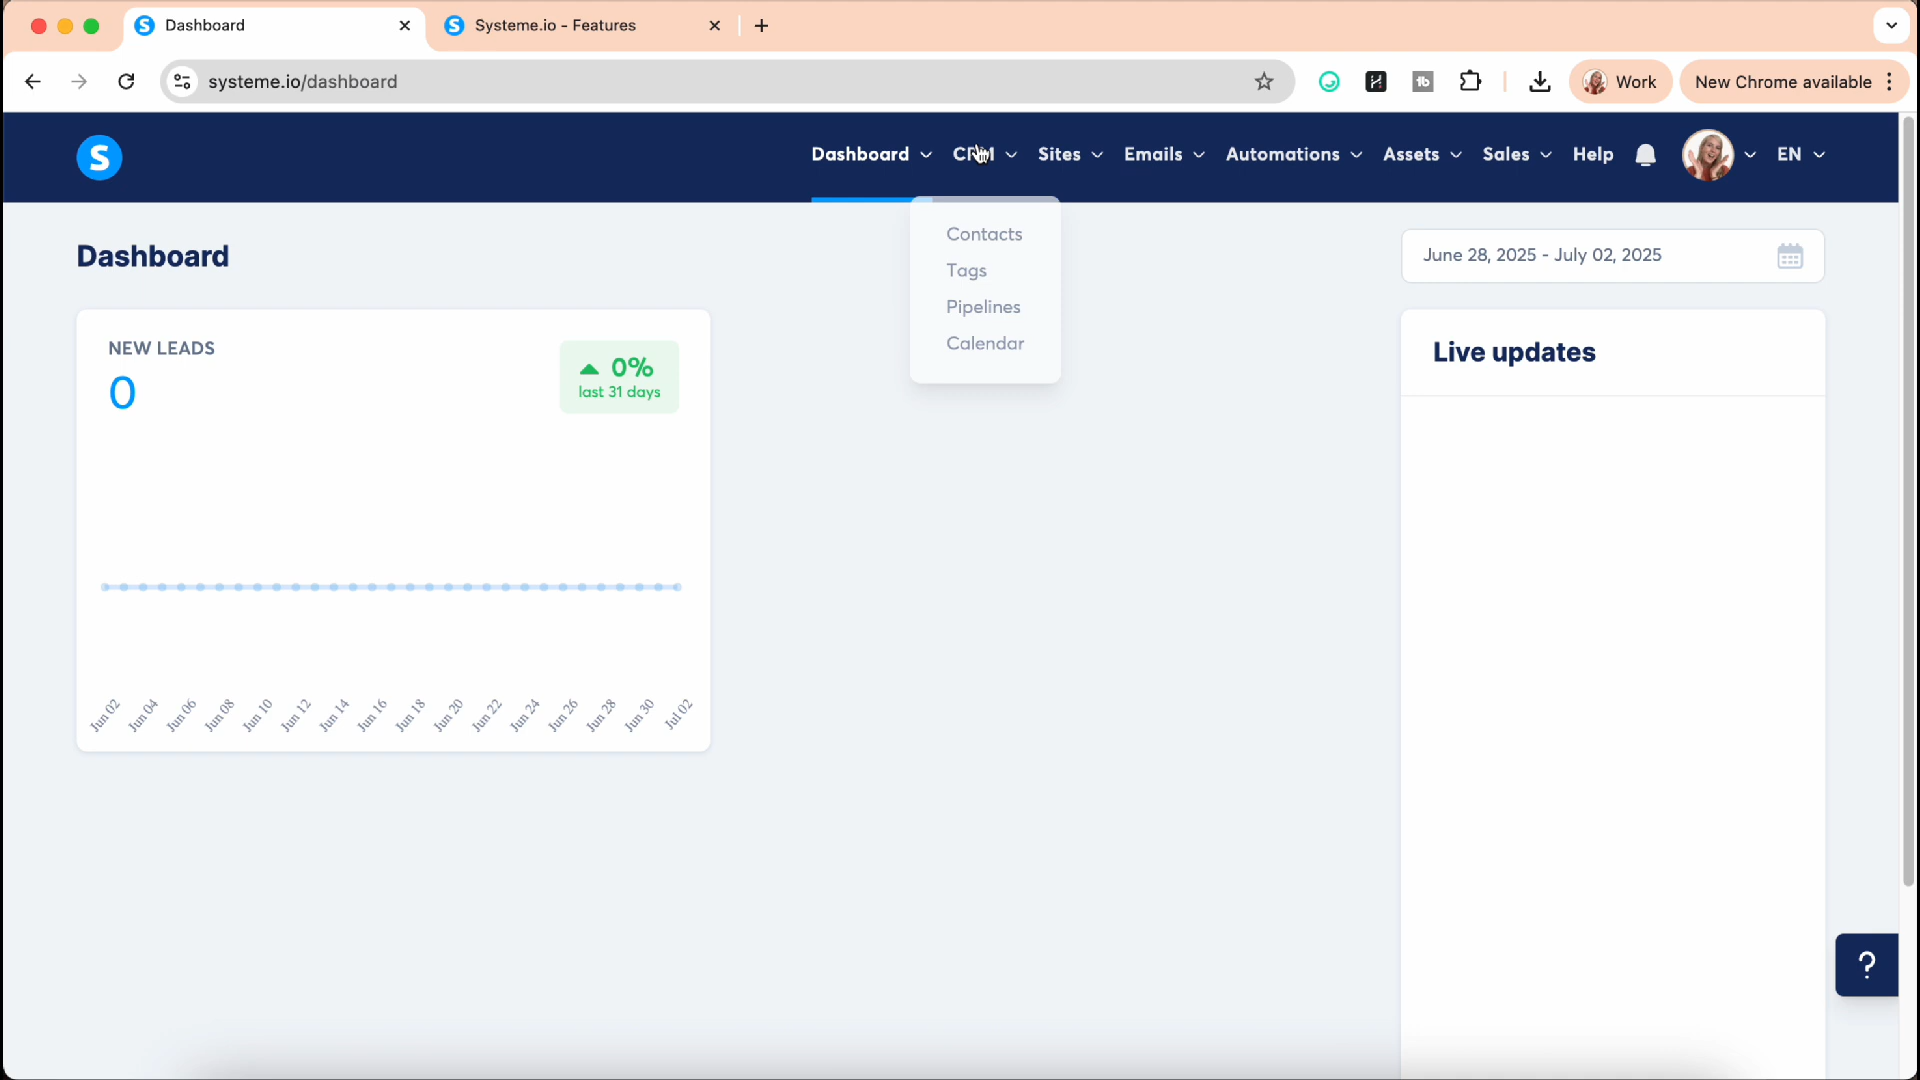 Dashboard
Systeme.io - Features
systeme.io/dashboard
Work
New Chrome available
S
Dashboard
CRM
Sites
Emails
Automations
Assets
Sales
Help
EN
Contacts
Tags
Pipelines
Calendar
Dashboard
June 28, 2025 - July 02, 2025
NEW LEADS
0
0%
last 31 days
Jun 02
Jun 04
Jun 06
Jun 08
Jun 10
Jun 12
Jun 14
Jun 16
Jun 18
Jun 20
Jun 22
Jun 24
Jun 26
Jun 28
Jun 30
Jul 02
Live updates
?